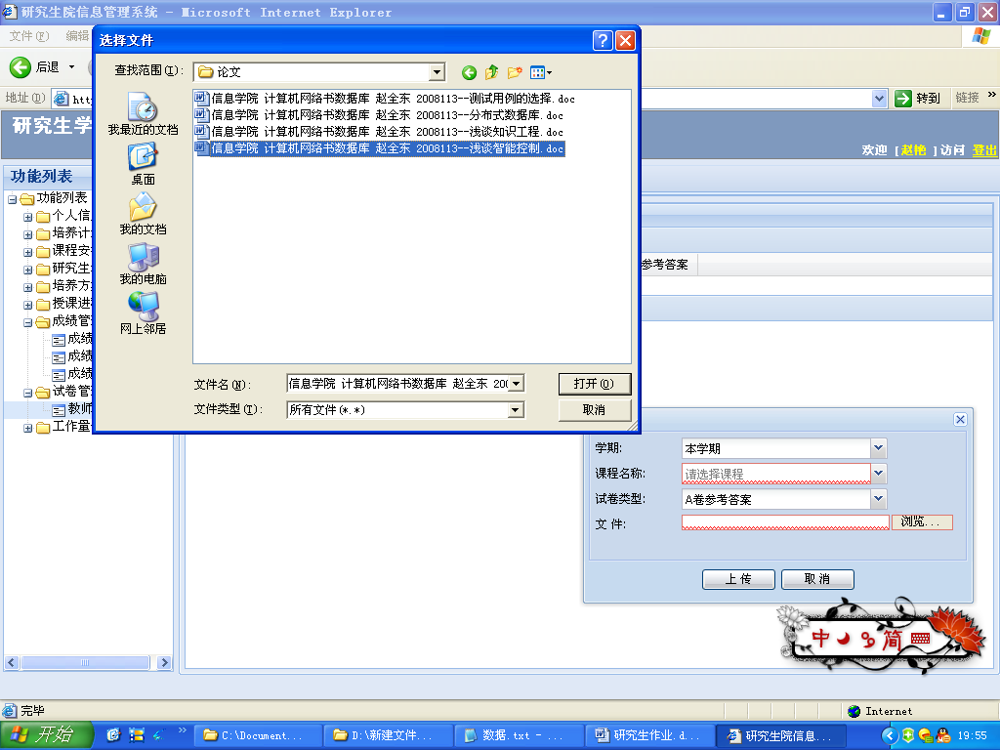 研究生院信息管理系统 - Microsoft Internet Explorer
文件(F) 编辑
后退
地址(D) htt
转到 链接 »
选择文件
查找范围(I): 论文
我最近的文档
桌面
我的文档
我的电脑
网上邻居
信息学院 计算机网络书数据库 赵全东 2008113--测试用例的选择.doc
信息学院 计算机网络书数据库 赵全东 2008113--分布式数据库.doc
信息学院 计算机网络书数据库 赵全东 2008113--浅谈知识工程.doc
信息学院 计算机网络书数据库 赵全东 2008113--浅谈智能控制.doc
文件名(N): 信息学院 计算机网络书数据库 赵全东 200
打开(O)
文件类型(T): 所有文件(*.*)
取消
研究生学
欢迎 [赵艳 ]访问 登出
功能列表
功能列表
个人信
培养计
课程安
研究生
培养方
授课进
成绩管
成绩
成绩
成绩
试卷管
教师
工作量
参考答案
学期: 本学期
课程名称: 请选择课程
试卷类型: A卷参考答案
文 件: 浏览...
上 传 取 消
中 简
完毕 Internet
开始 » C:\Document... D:\新建文件... 数据.txt - ... 研究生作业.d... 研究生院信息... 19:55